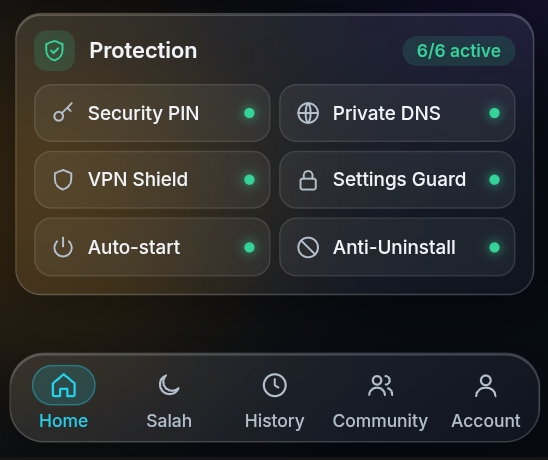 Protection
6/6 active
Security PIN
Private DNS
VPN Shield
Settings Guard
Auto-start
Anti-Uninstall
Home
Salah
History
Community
Account